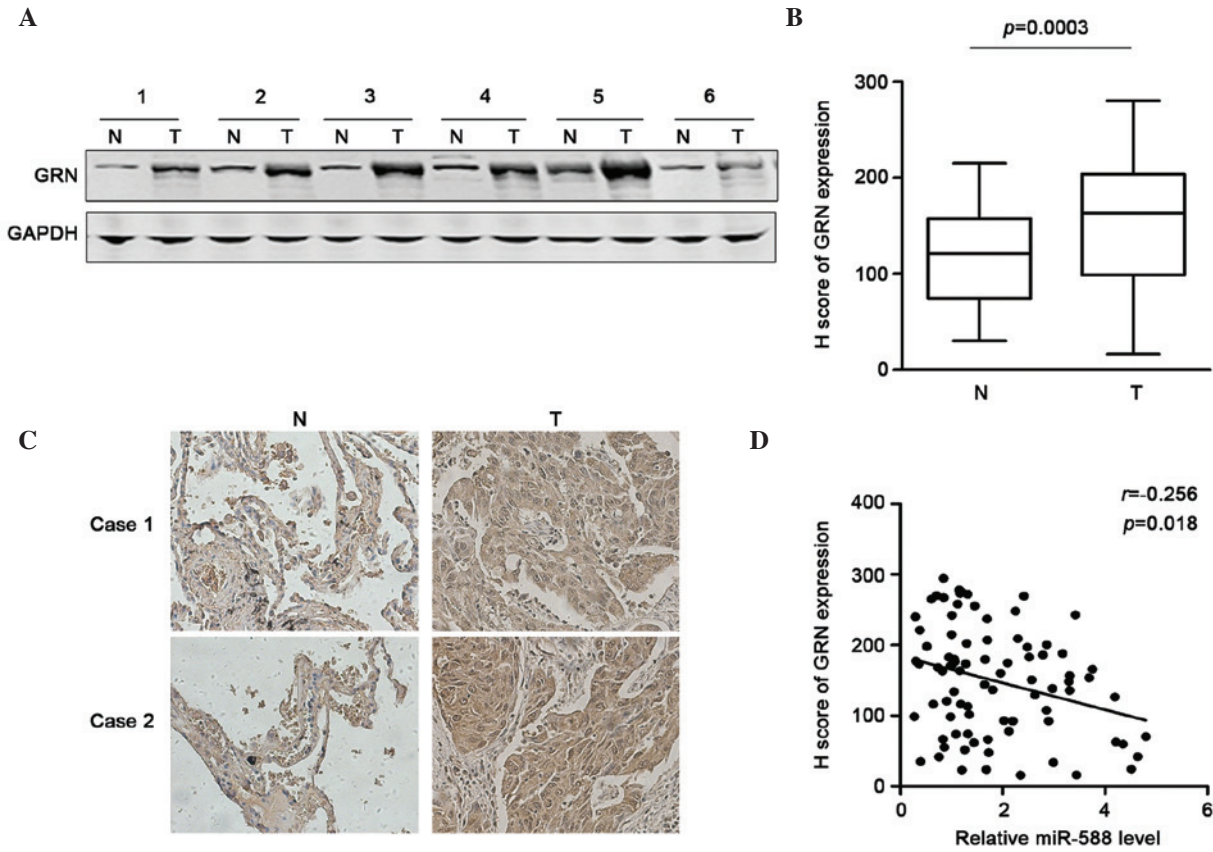 A
1 2 3 4 5 6
N T N T N T N T N T N T
GRN
GAPDH
B
p=0.0003
H score of GRN expression
300
200
100
0
N T
C
N T
Case 1
Case 2
D
r=-0.256
p=0.018
H score of GRN expression
400
300
200
100
0
0 2 4 6
Relative miR-588 level